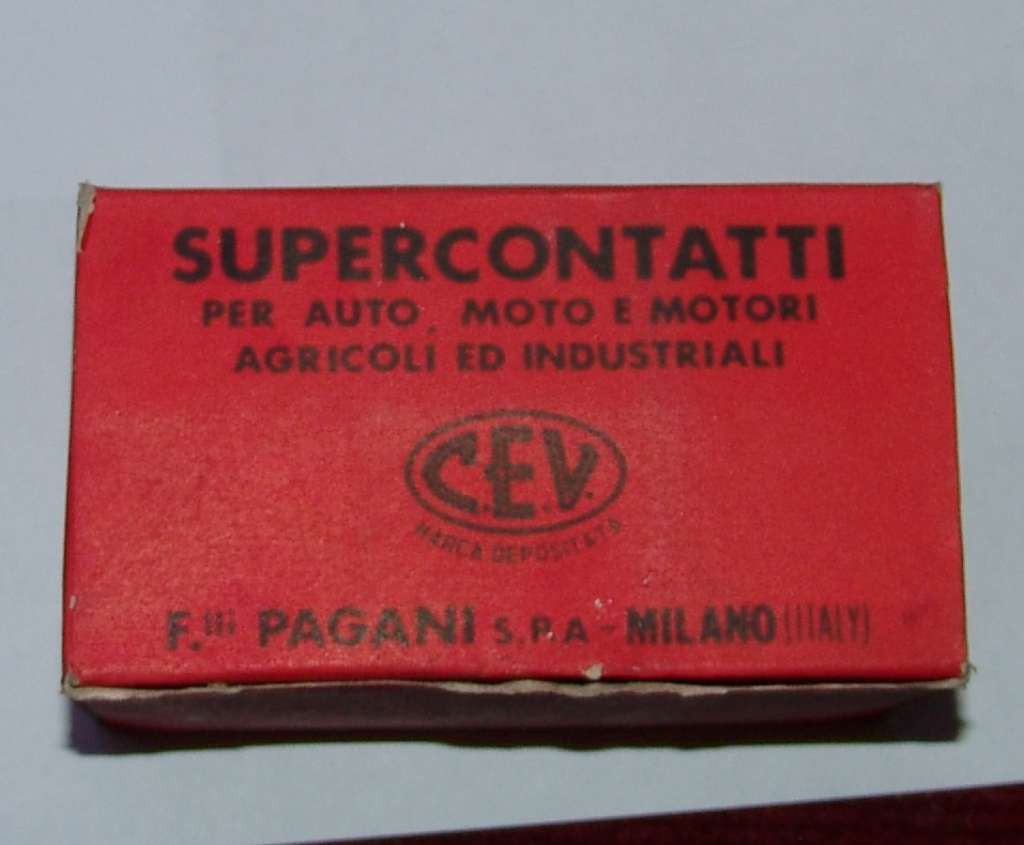 SUPERCONTATTI
PER AUTO, MOTO E MOTORI
AGRICOLI ED INDUSTRIALI
C.E.V.
MARCA DEPOSITATA
F.lli PAGANI S.P.A - MILANO (ITALY)